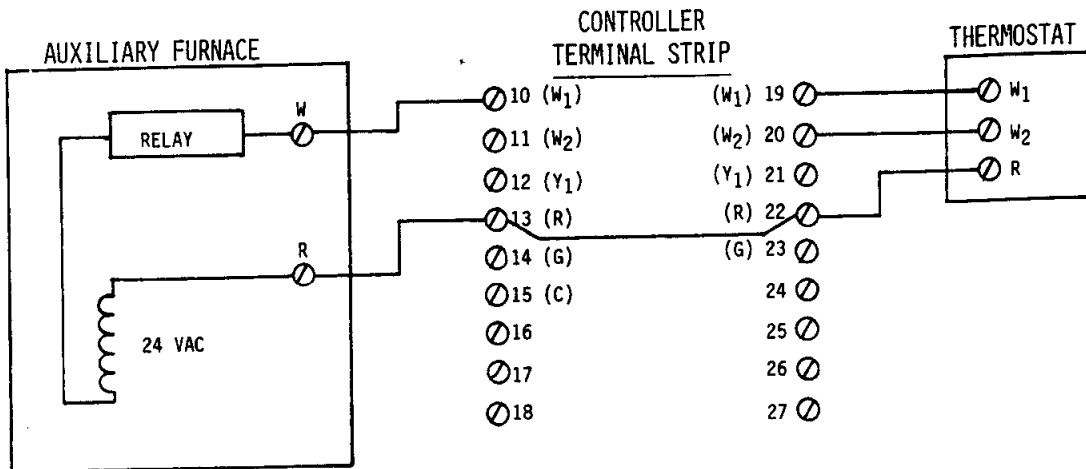 CONTROLLER
TERMINAL STRIP
AUXILIARY FURNACE
THERMOSTAT
RELAY
W
R
24 VAC
10 (W₁)
11 (W₂)
12 (Y₁)
13 (R)
14 (G)
15 (C)
16
17
18
(W₁) 19
(W₂) 20
(Y₁) 21
(R) 22
(G) 23
24
25
26
27
W₁
W₂
R